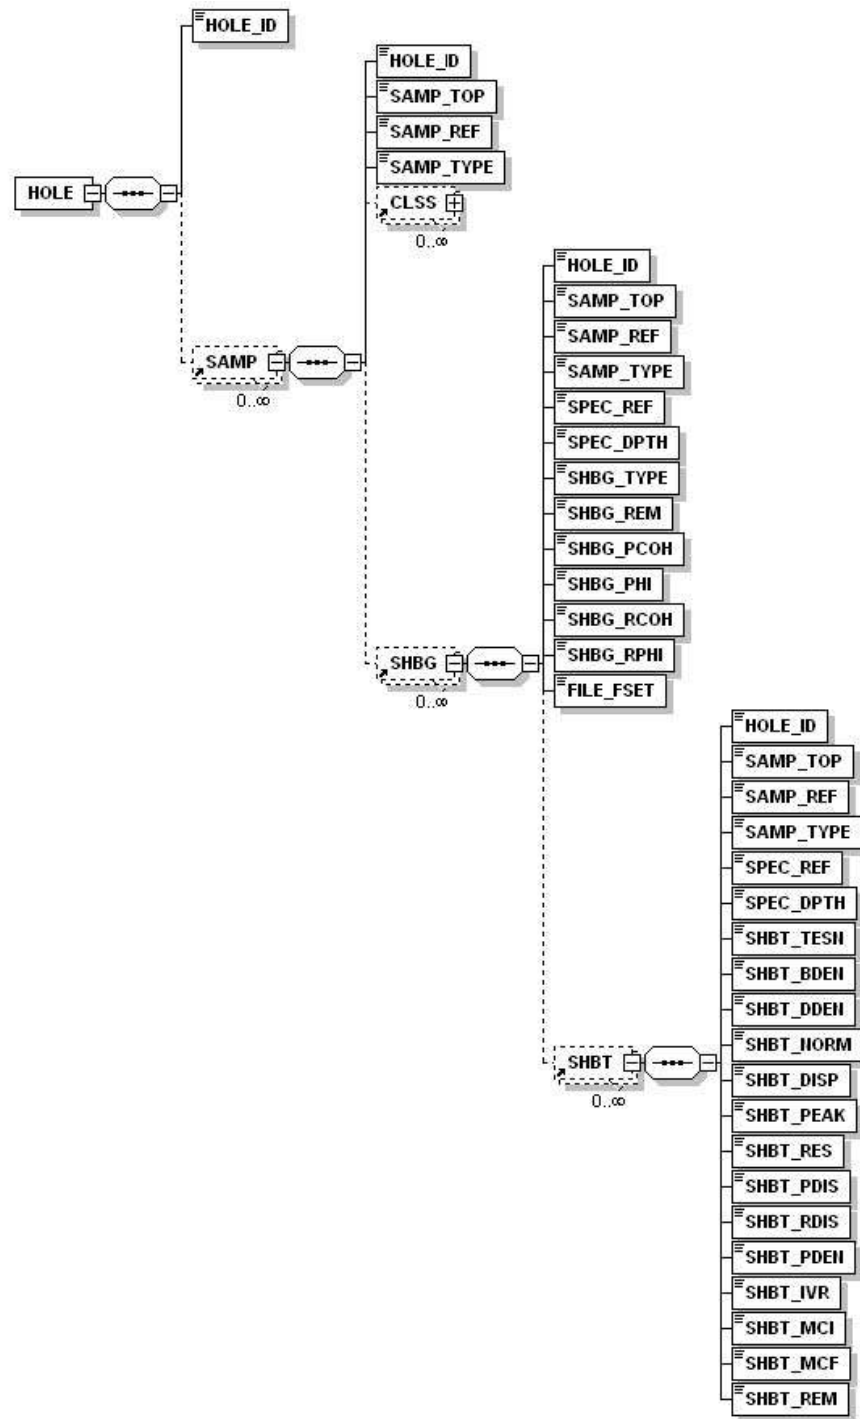 HOLE_ID
HOLE_ID
SAMP_TOP
SAMP_REF
SAMP_TYPE
HOLE
CLSS
0..∞
HOLE_ID
SAMP_TOP
SAMP_REF
SAMP
SAMP_TYPE
0..∞
SPEC_REF
SPEC_DPTH
SHBG_TYPE
SHBG_REM
SHBG_PCOH
SHBG_PHI
SHBG_RCOH
SHBG_RPHI
SHBG
FILE_FSET
0..∞
HOLE_ID
SAMP_TOP
SAMP_REF
SAMP_TYPE
SPEC_REF
SPEC_DPTH
SHBT_TESN
SHBT_BDEN
SHBT_DDEN
SHBT_NORM
SHBT
SHBT_DISP
0..∞
SHBT_PEAK
SHBT_RES
SHBT_PDIS
SHBT_RDIS
SHBT_PDEN
SHBT_IVR
SHBT_MCI
SHBT_MCF
SHBT_REM